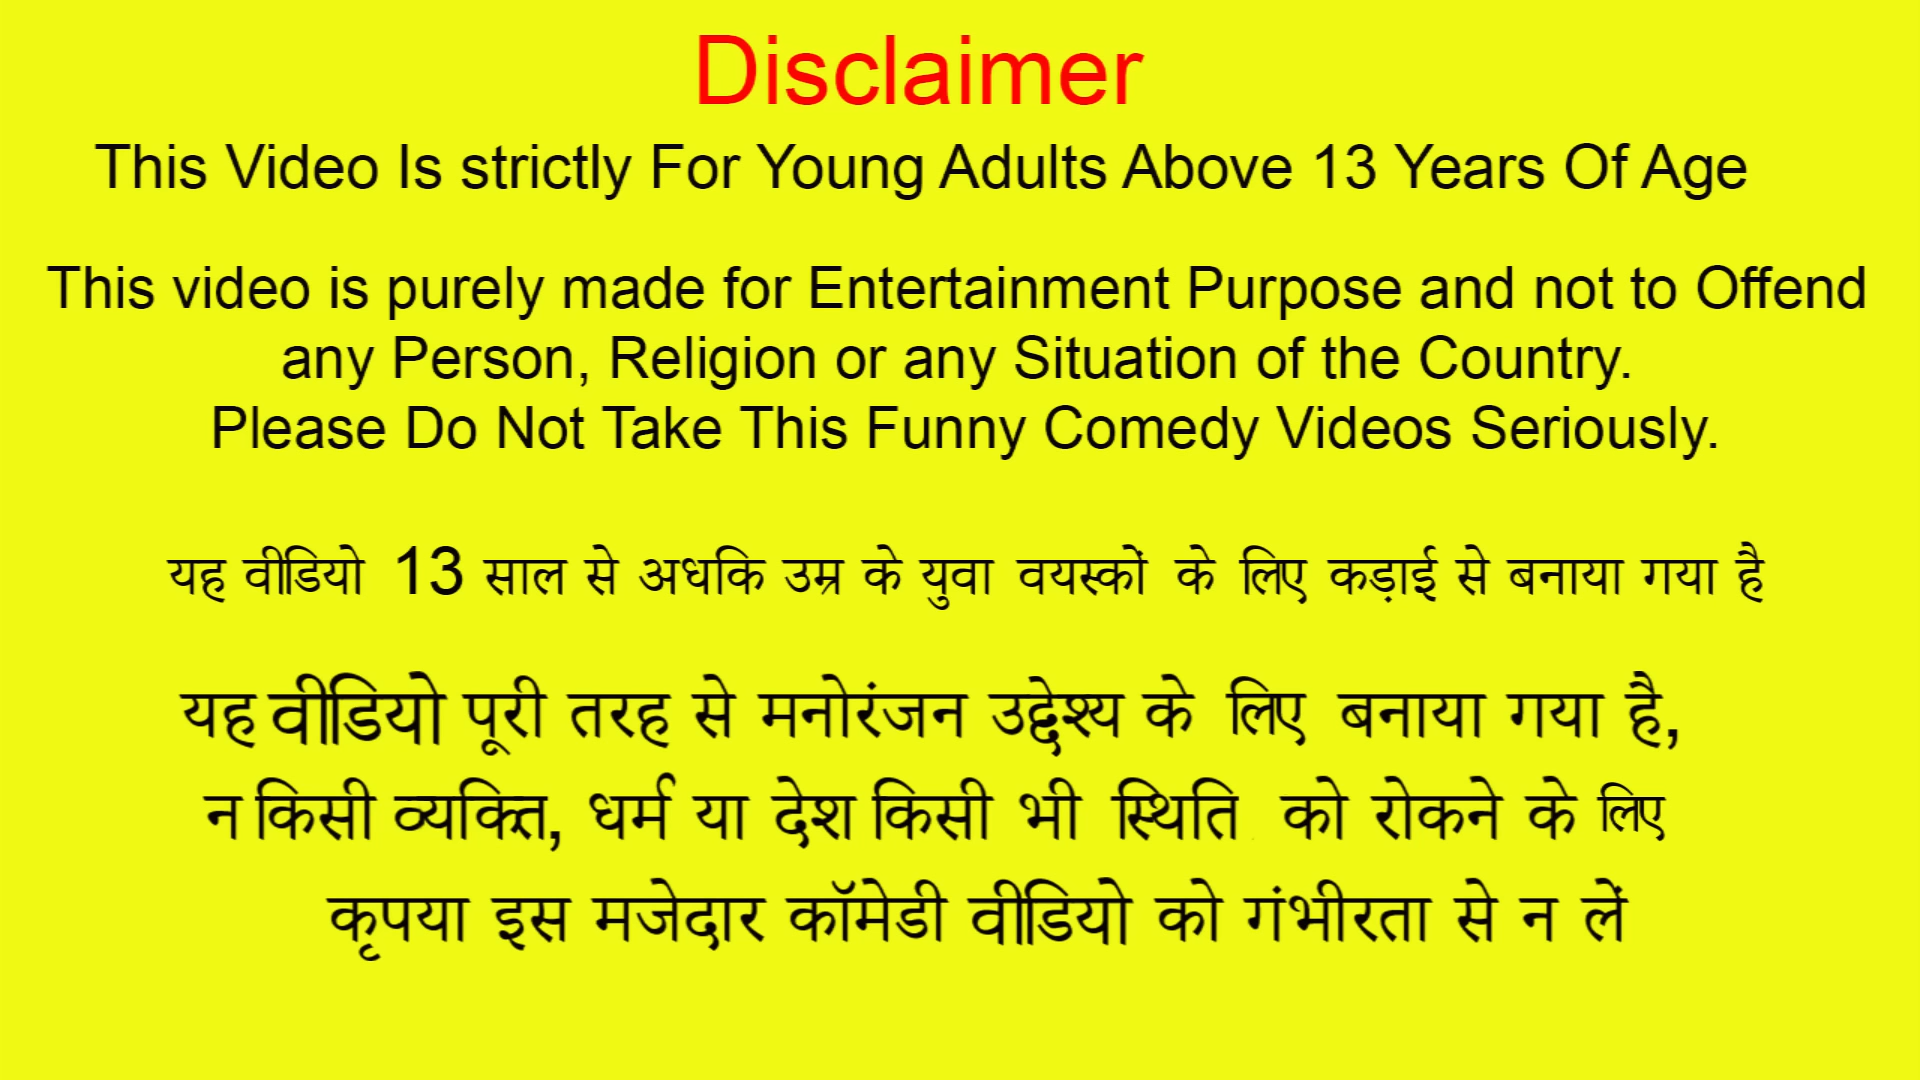 Disclaimer
This Video Is strictly For Young Adults Above 13 Years Of Age
This video is purely made for Entertainment Purpose and not to Offend
any Person, Religion or any Situation of the Country.
Please Do Not Take This Funny Comedy Videos Seriously.
यह वीडियो 13 साल से अधकि उम्र के युवा वयस्कों के लिए कड़ाई से बनाया गया है
यह वीडियो पूरी तरह से मनोरंजन उद्देश्य के लिए बनाया गया है,
न किसी व्यक्ति, धर्म या देश किसी भी स्थिति को रोकने के लिए
कृपया इस मजेदार कॉमेडी वीडियो को गंभीरता से न लें